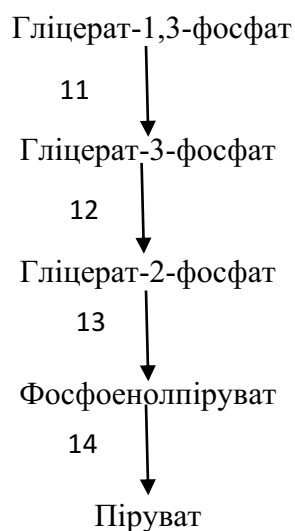 Гліцерат-1,3-фосфат
11
Гліцерат-3-фосфат
12
Гліцерат-2-фосфат
13
Фосфоенолпіруват
14
Піруват